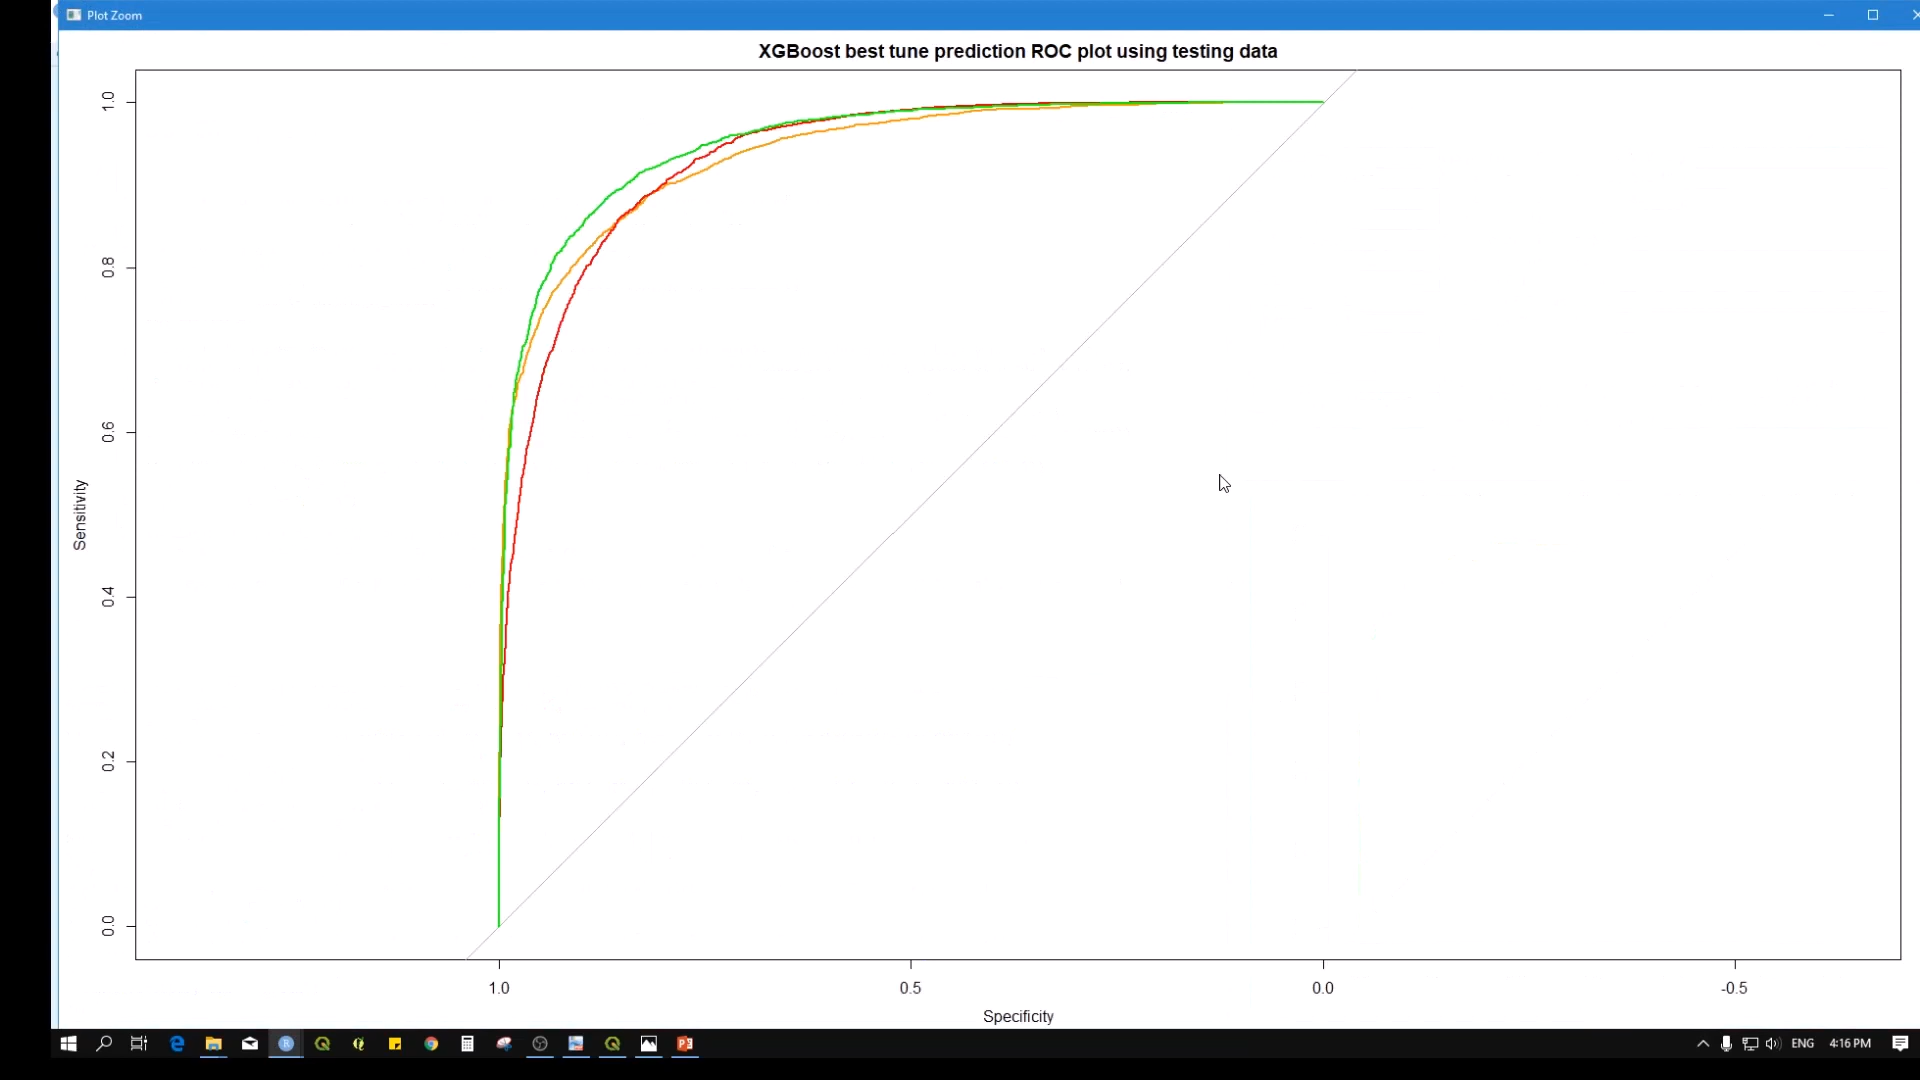 Plot Zoom
XGBoost best tune prediction ROC plot using testing data
1.0
0.8
0.6
Sensitivity
0.4
0.2
0.0
1.0 0.5 0.0 -0.5
Specificity
ENG 4:16 PM